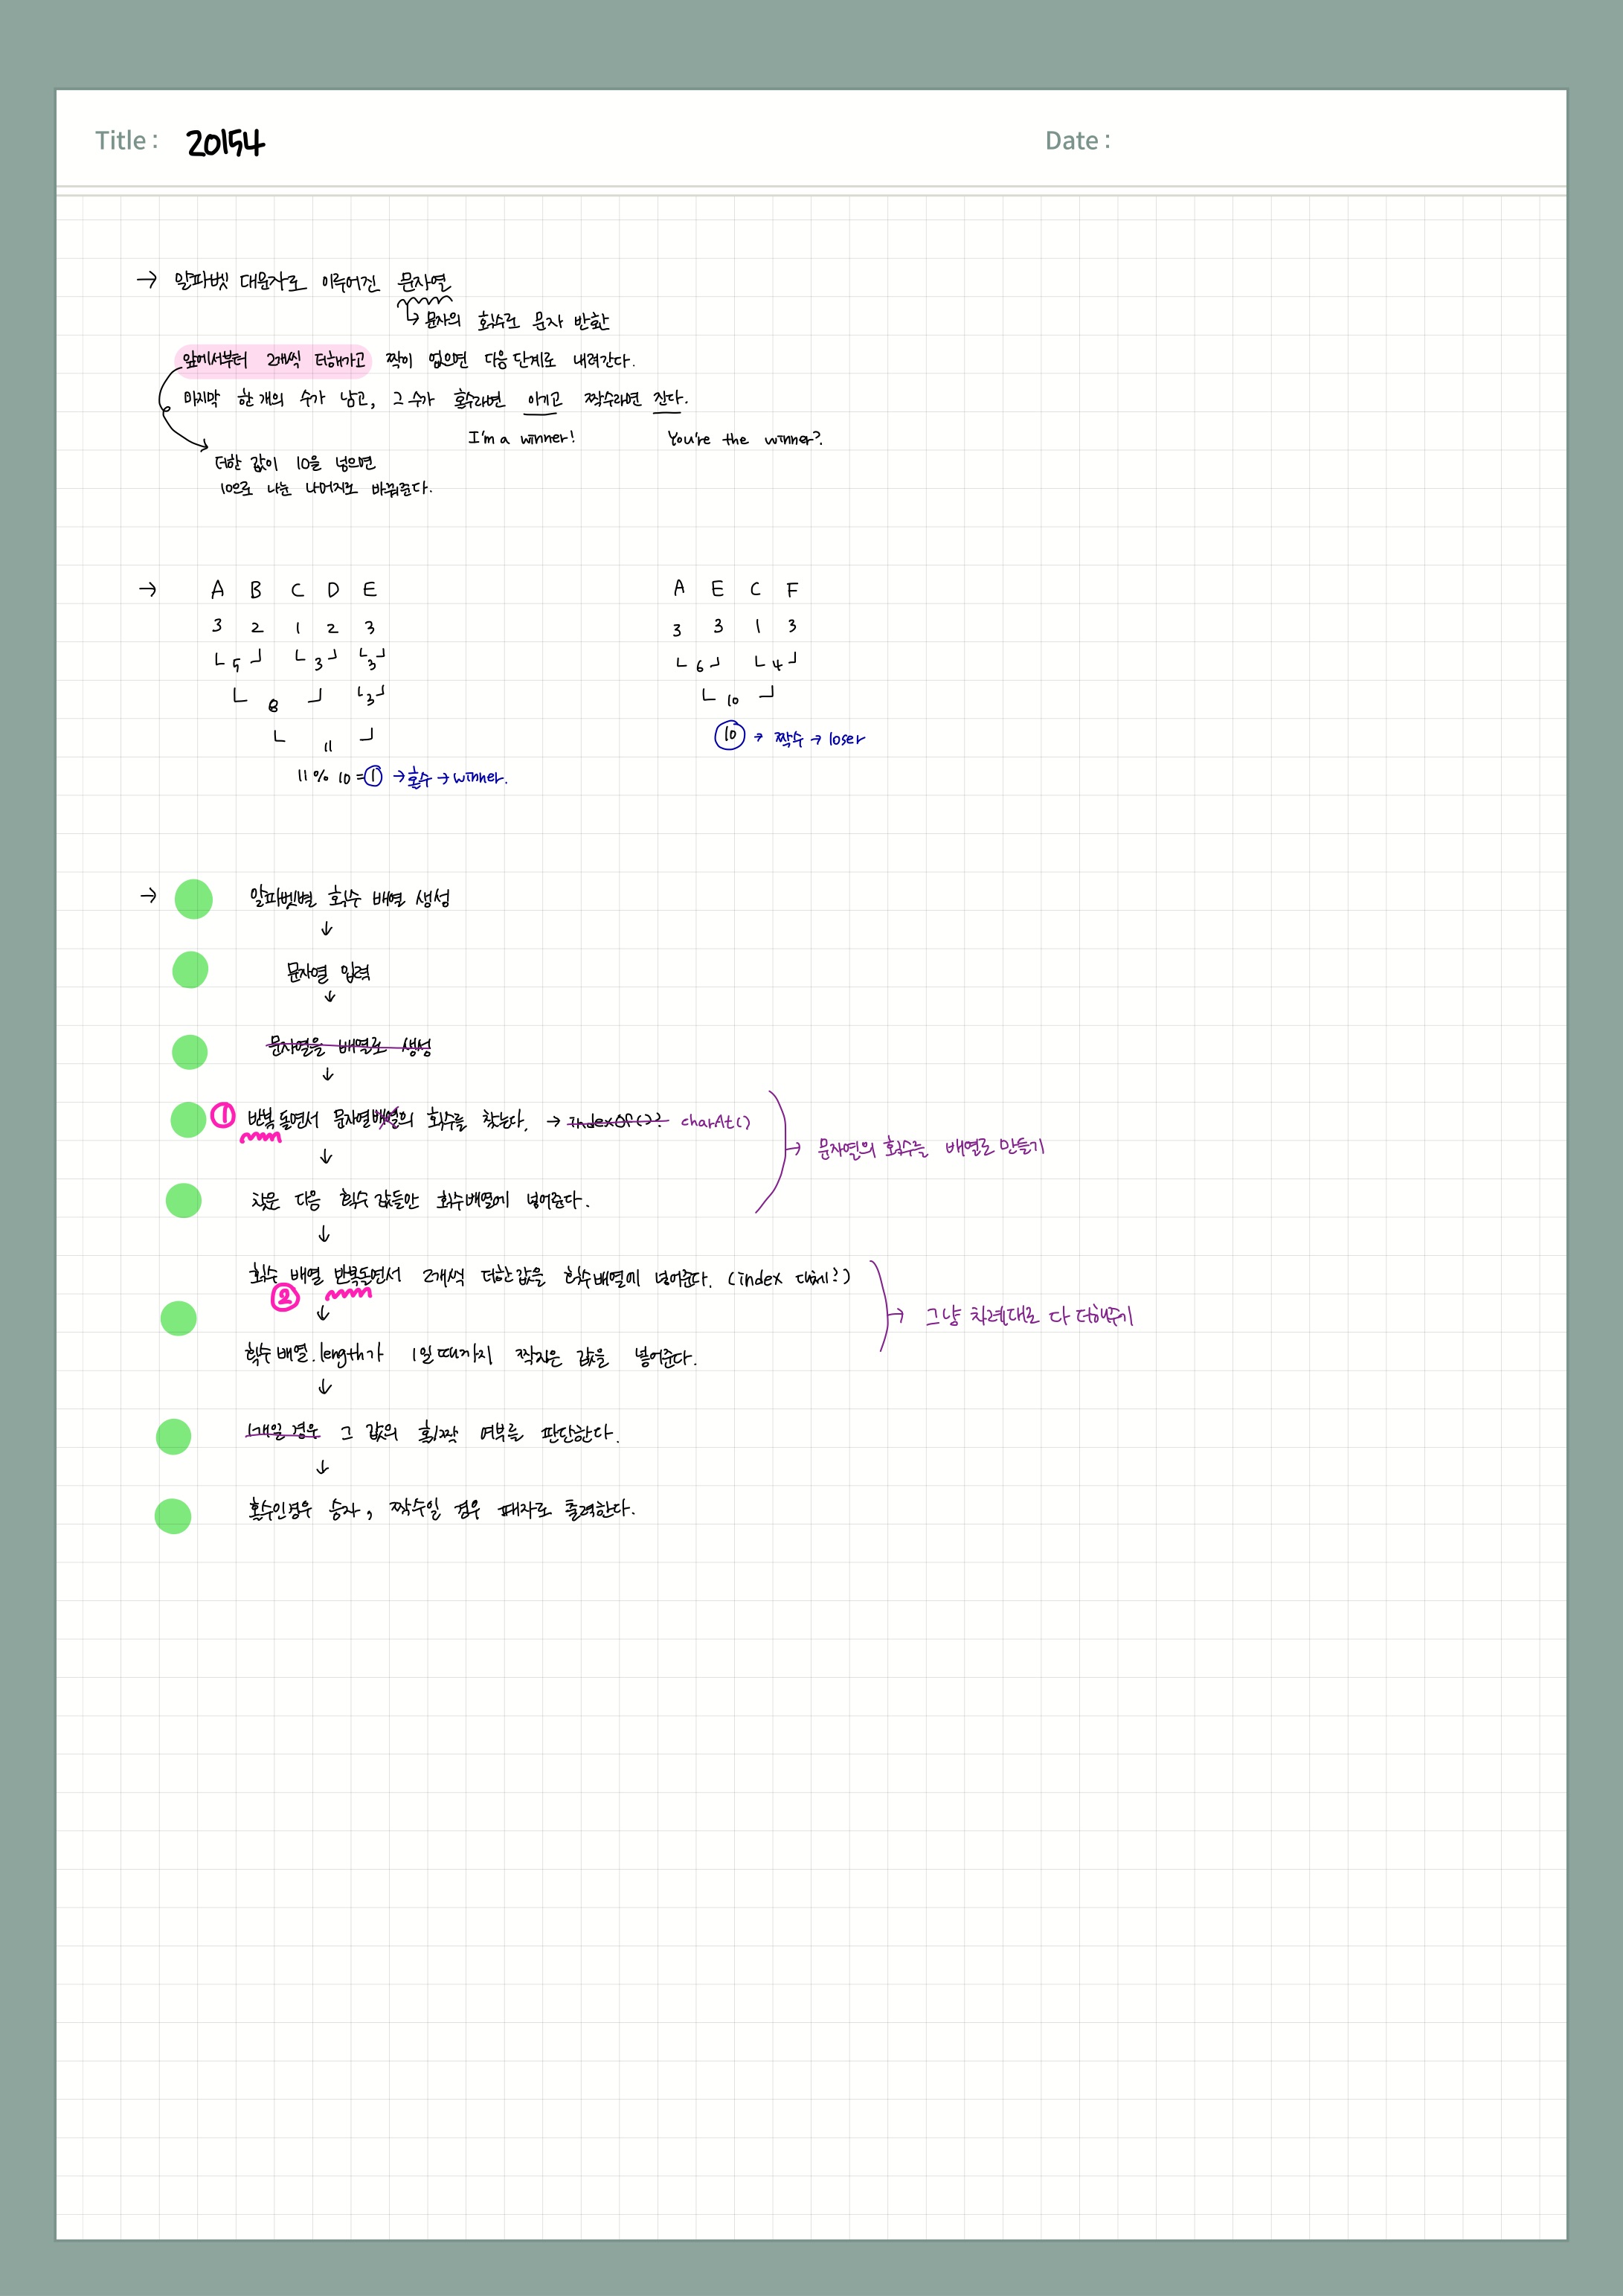 Title : 20154
Date :
→ 알파벳 대문자로 이루어진 문자열
↳ 문자의 획수로 문자 변환
앞에서부터 2개씩 더해가고 짝이 없으면 다음 단계로 내려간다.
마지막 한 개의 수가 남고, 그 수가 홀수라면 이기고 짝수라면 진다.
I'm a winner! You're the winner?
더한 값이 10을 넘으면
10으로 나눈 나머지로 바꿔준다.
→ A B C D E
3 2 1 2 3
5 3 3
8 3
11
11 % 10 = 1 → 홀수 → winner.
A E C F
3 3 1 3
6 4
10
10 → 짝수 → loser
→ 알파벳별 획수 배열 생성
↓
문자열 입력
↓
문자열을 배열로 생성
↓
① 반복 돌면서 문자열배열의 획수를 찾는다. → indexOf()? charAt()
→ 문자열의 획수를 배열로 만들기
↓
찾은 다음 획수 값들만 획수배열에 넣어준다.
↓
획수 배열 반복돌면서 2개씩 더한값을 획수배열에 넣어준다. (index 대체?)
②
↓
→ 그냥 차례대로 다 더해주기
획수 배열.length가 1일 때까지 짝지은 값을 넣어준다.
↓
1개일 경우 그 값의 홀/짝 여부를 판단한다.
↓
홀수인경우 승자, 짝수일 경우 패자로 출력한다.